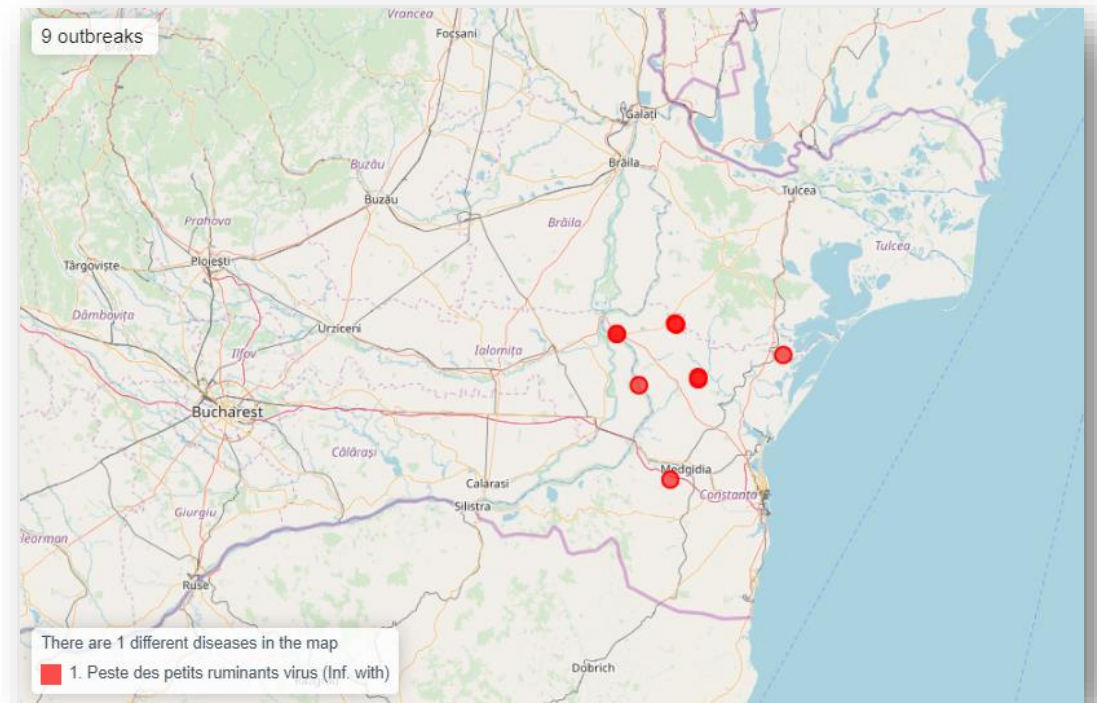 9 outbreaks
Vrancea
Focșani
Galați
Brăila
Buzău
Buzău
Tulcea
Prahova
Brăila
Tulcea
Târgoviște
Ploiești
Dâmbovița
Urziceni
Ialomița
Ilfov
Bucharest
Călărași
Medgidia
Calarasi
Constanța
Silistra
Giurgiu
eleorman
Ruse
There are 1 different diseases in the map
1. Peste des petits ruminants virus (Inf. with)
Dobrich